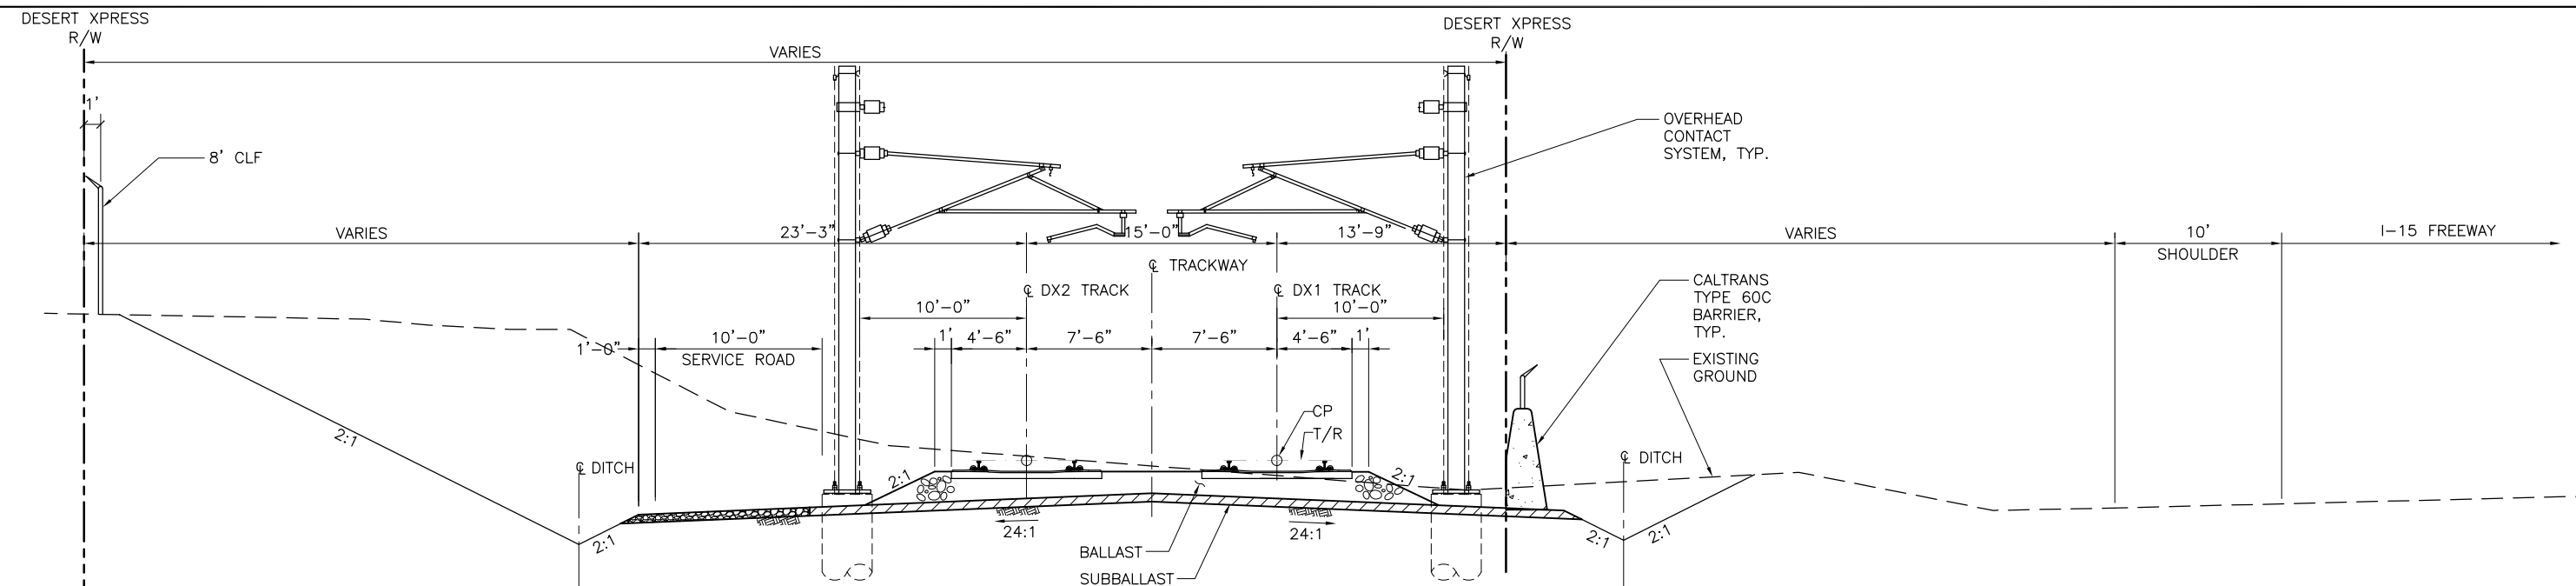 DESERT XPRESS
R/W
DESERT XPRESS
R/W
VARIES
1'
8' CLF
OVERHEAD
CONTACT
SYSTEM, TYP.
VARIES
23'-3"
15'-0"
13'-9"
VARIES
10'
SHOULDER
I-15 FREEWAY
℄ TRACKWAY
℄ DX2 TRACK
℄ DX1 TRACK
10'-0"
10'-0"
CALTRANS
TYPE 60C
BARRIER,
TYP.
1'-0"
10'-0"
SERVICE ROAD
1'
4'-6"
7'-6"
7'-6"
4'-6"
1'
EXISTING
GROUND
CP
T/R
2:1
℄ DITCH
2:1
2:1
℄ DITCH
2:1
24:1
24:1
2:1
2:1
BALLAST
SUBBALLAST